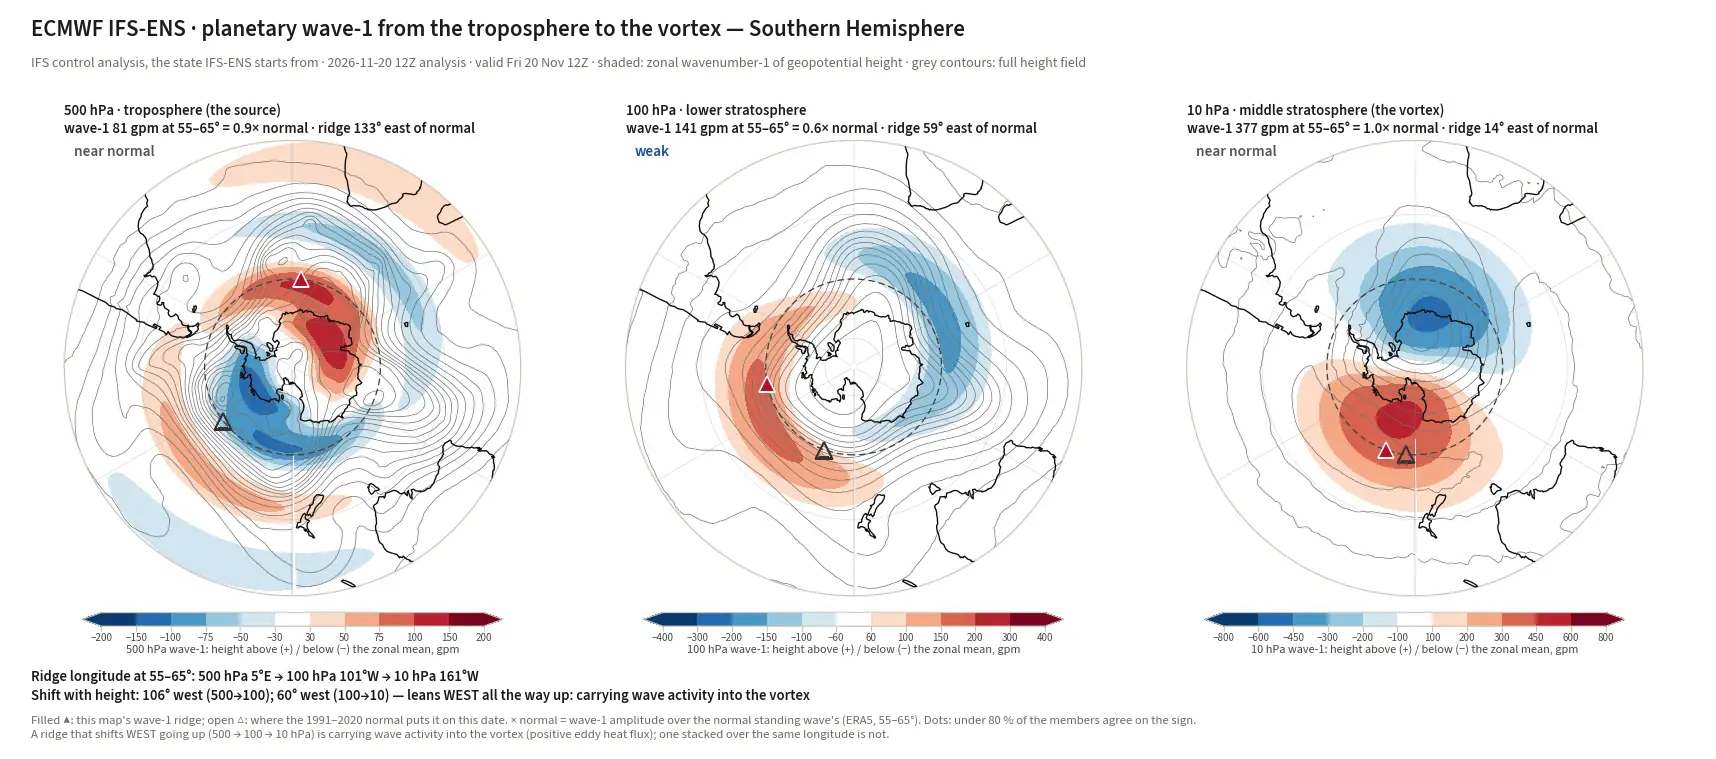 ECMWF IFS-ENS · planetary wave-1 from the troposphere to the vortex — Southern Hemisphere
IFS control analysis, the state IFS-ENS starts from · 2026-11-20 12Z analysis · valid Fri 20 Nov 12Z · shaded: zonal wavenumber-1 of geopotential height · grey contours: full height field
500 hPa · troposphere (the source)
wave-1 81 gpm at 55–65° = 0.9× normal · ridge 133° east of normal
near normal
100 hPa · lower stratosphere
wave-1 141 gpm at 55–65° = 0.6× normal · ridge 59° east of normal
weak
10 hPa · middle stratosphere (the vortex)
wave-1 377 gpm at 55–65° = 1.0× normal · ridge 14° east of normal
near normal
−200 −150 −100 −75 −50 −30 30 50 75 100 150 200
500 hPa wave-1: height above (+) / below (−) the zonal mean, gpm
−400 −300 −200 −150 −100 −60 60 100 150 200 300 400
100 hPa wave-1: height above (+) / below (−) the zonal mean, gpm
−800 −600 −450 −300 −200 −100 100 200 300 450 600 800
10 hPa wave-1: height above (+) / below (−) the zonal mean, gpm
Ridge longitude at 55–65°: 500 hPa 5°E → 100 hPa 101°W → 10 hPa 161°W
Shift with height: 106° west (500→100); 60° west (100→10) — leans WEST all the way up: carrying wave activity into the vortex
Filled ▲: this map's wave-1 ridge; open △: where the 1991–2020 normal puts it on this date. × normal = wave-1 amplitude over the normal standing wave's (ERA5, 55–65°). Dots: under 80 % of the members agree on the sign.
A ridge that shifts WEST going up (500 → 100 → 10 hPa) is carrying wave activity into the vortex (positive eddy heat flux); one stacked over the same longitude is not.